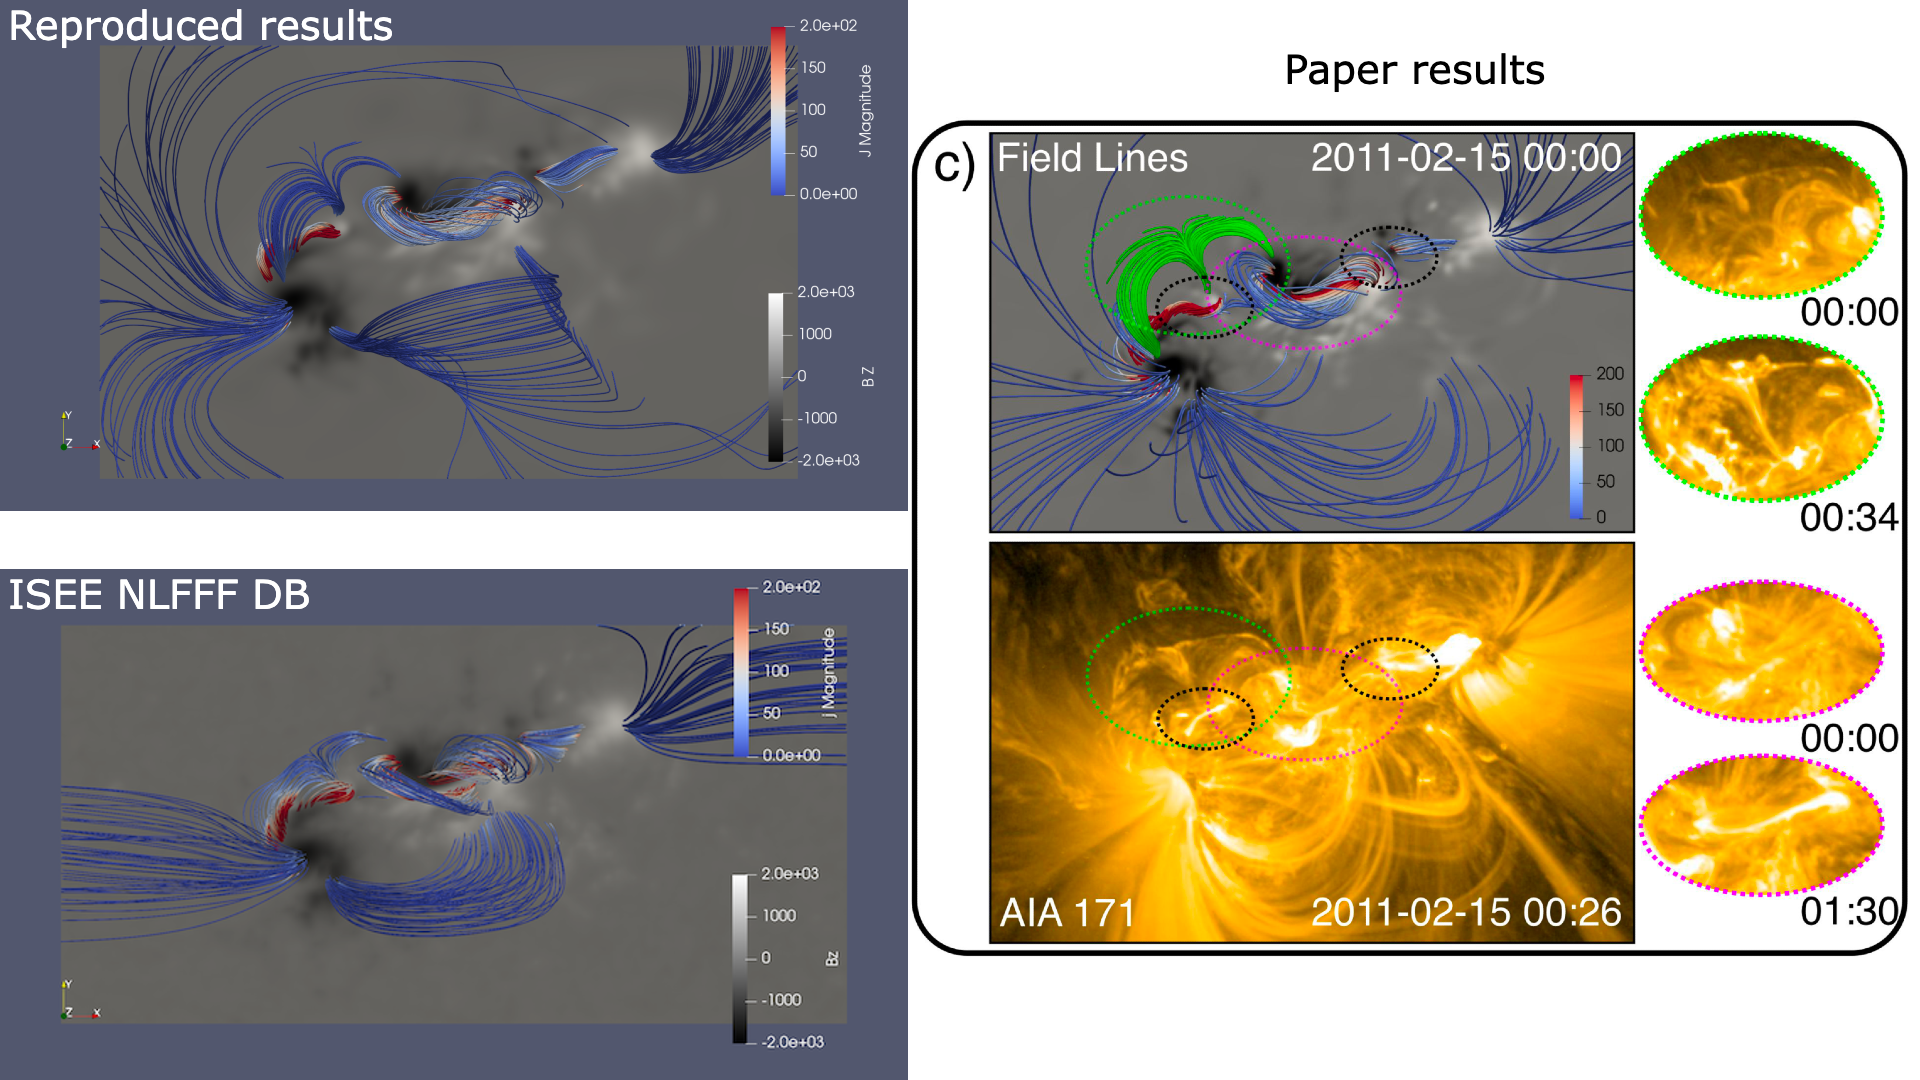 Reproduced results
2.0e+02
150
100
50
0.0e+00
J Magnitude
2.0e+03
1000
0
-1000
-2.0e+03
B Z
Y
Z
X
ISEE NLFFF DB
2.0e+02
150
100
50
0.0e+00
j Magnitude
2.0e+03
1000
0
-1000
-2.0e+03
Bz
Y
Z
X
Paper results
c)
Field Lines
2011-02-15 00:00
200
150
100
50
0
AIA 171
2011-02-15 00:26
00:00
00:34
00:00
01:30